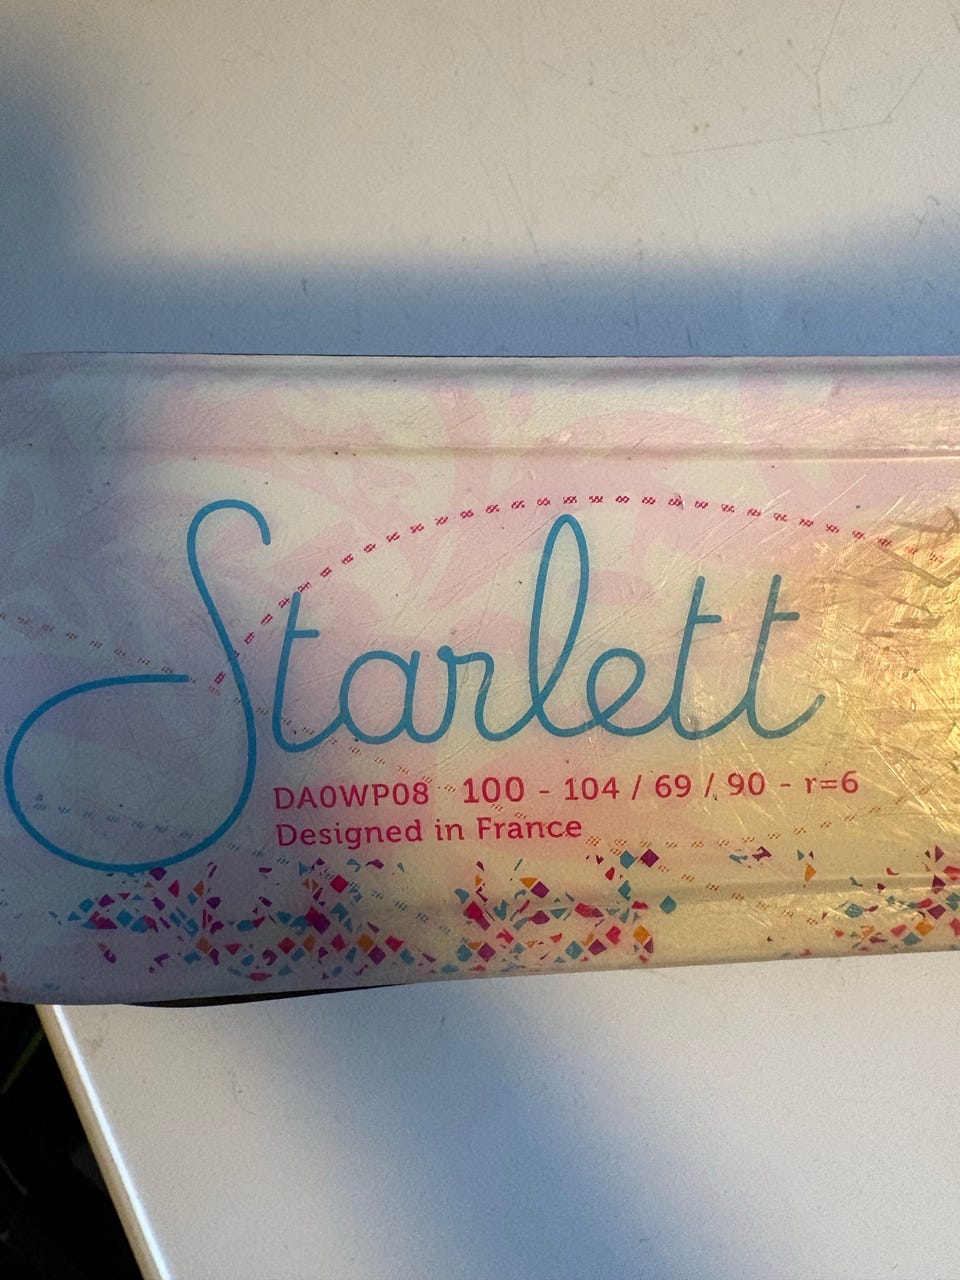 Starlett
DA0WP08 100 - 104 / 69 / 90 - r=6
Designed in France